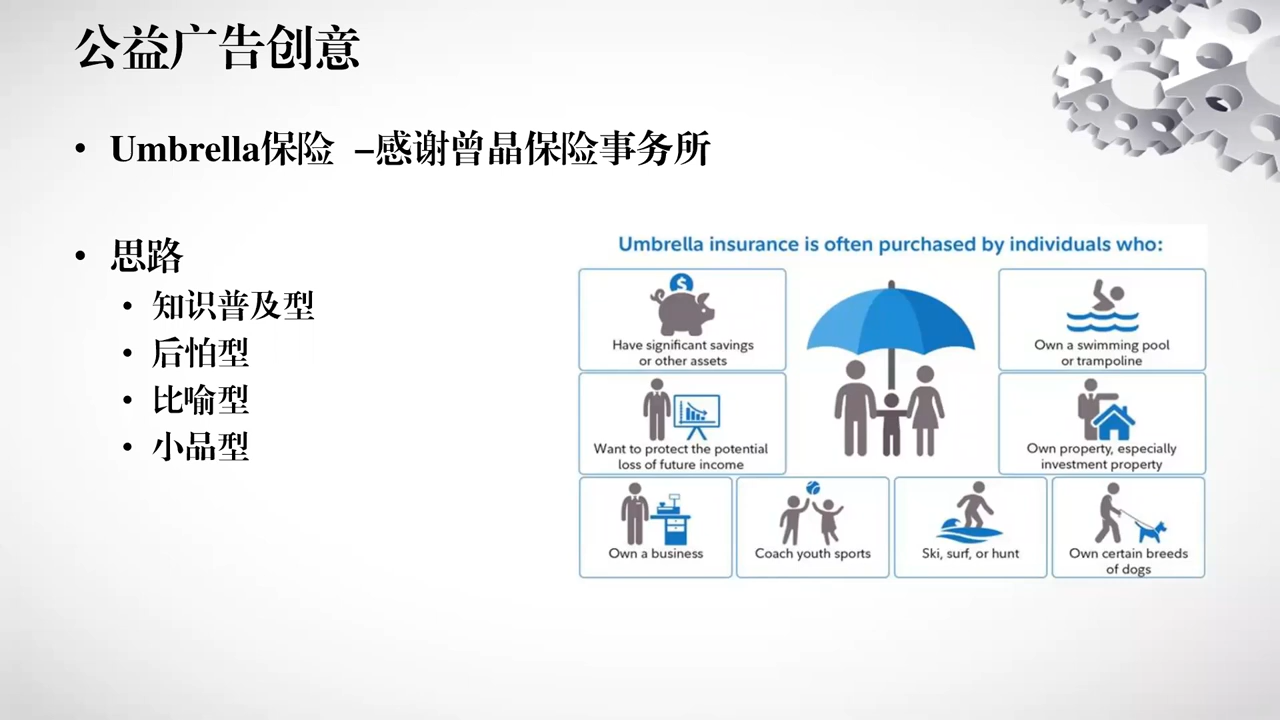 公益广告创意
• Umbrella保险 –感谢曾晶保险事务所
• 思路
• 知识普及型
• 后怕型
• 比喻型
• 小品型
Umbrella insurance is often purchased by individuals who:
$
Have significant savings
or other assets
Own a swimming pool
or trampoline
Want to protect the potential
loss of future income
Own property, especially
investment property
Own a business
Coach youth sports
Ski, surf, or hunt
Own certain breeds
of dogs